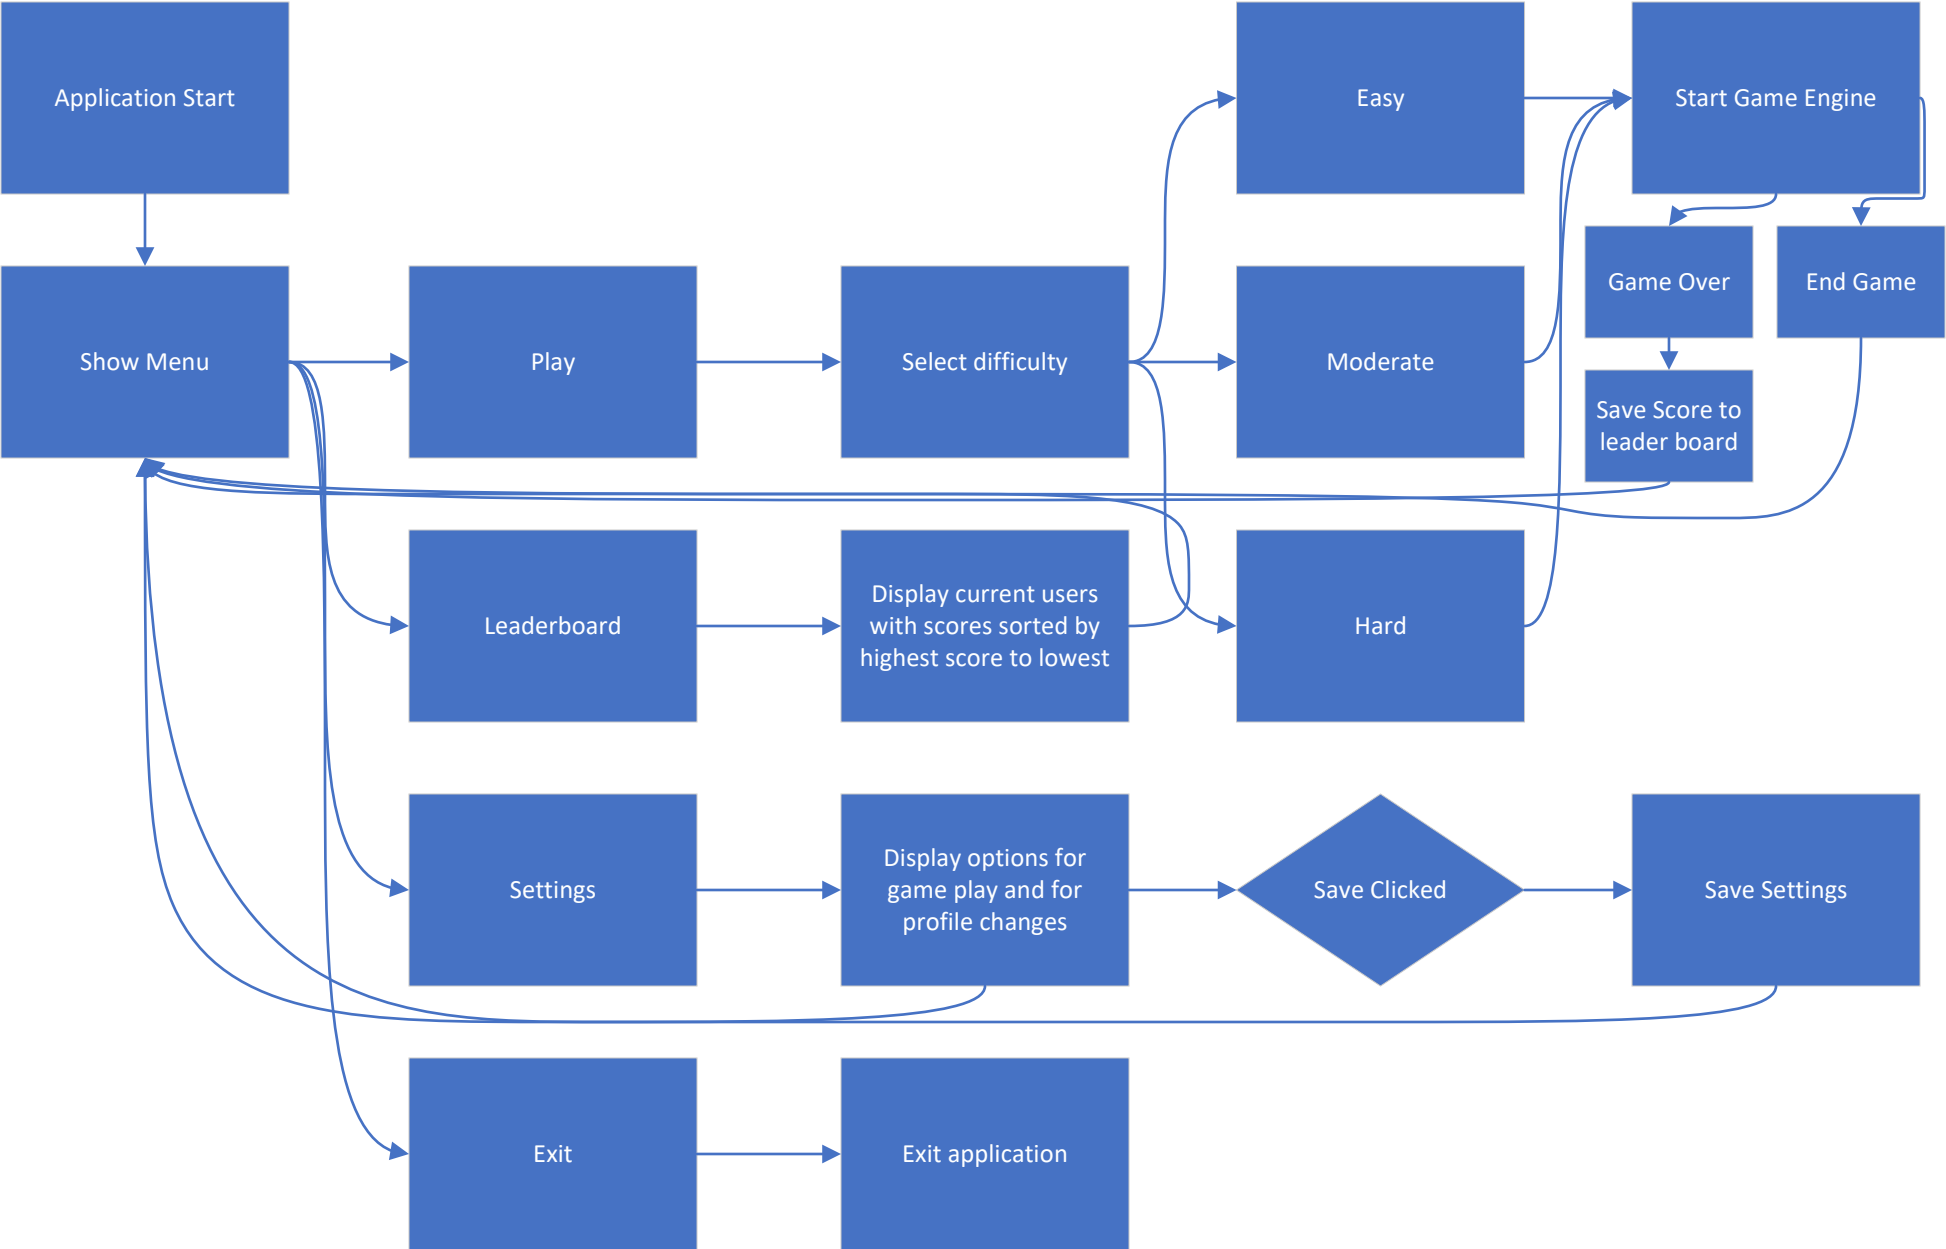 Application Start
Easy
Start Game Engine
Game Over
End Game
Show Menu
Play
Select difficulty
Moderate
Save Score to
leader board
Leaderboard
Display current users
with scores sorted by
highest score to lowest
Hard
Settings
Display options for
game play and for
profile changes
Save Clicked
Save Settings
Exit
Exit application